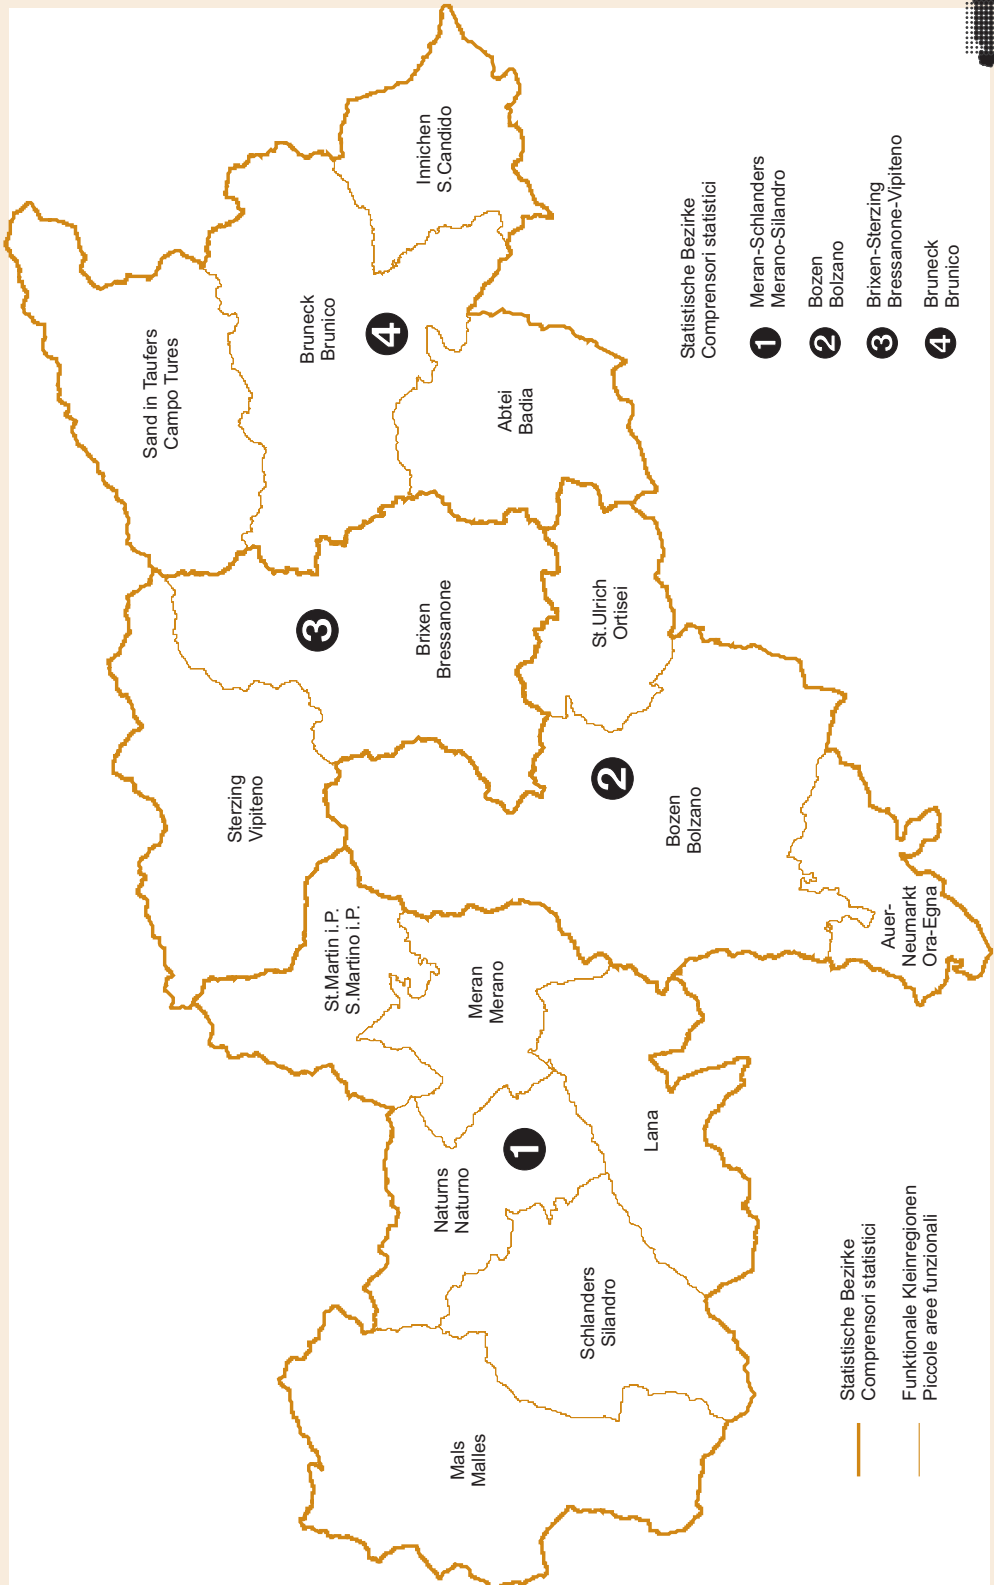 Mals
Malles
Schlanders
Silandro
Naturns
Naturno
Lana
Meran
Merano
St.Martin i.P.
S.Martino i.P.
Sterzing
Vipiteno
Brixen
Bressanone
Bozen
Bolzano
Auer-
Neumarkt
Ora-Egna
St.Ulrich
Ortisei
Abtei
Badia
Sand in Taufers
Campo Tures
Bruneck
Brunico
Innichen
S.Candido
1
2
3
4
Statistische Bezirke
Comprensori statistici
Funktionale Kleinregionen
Piccole aree funzionali
Statistische Bezirke
Comprensori statistici
1 Meran-Schlanders
Merano-Silandro
2 Bozen
Bolzano
3 Brixen-Sterzing
Bressanone-Vipiteno
4 Bruneck
Brunico